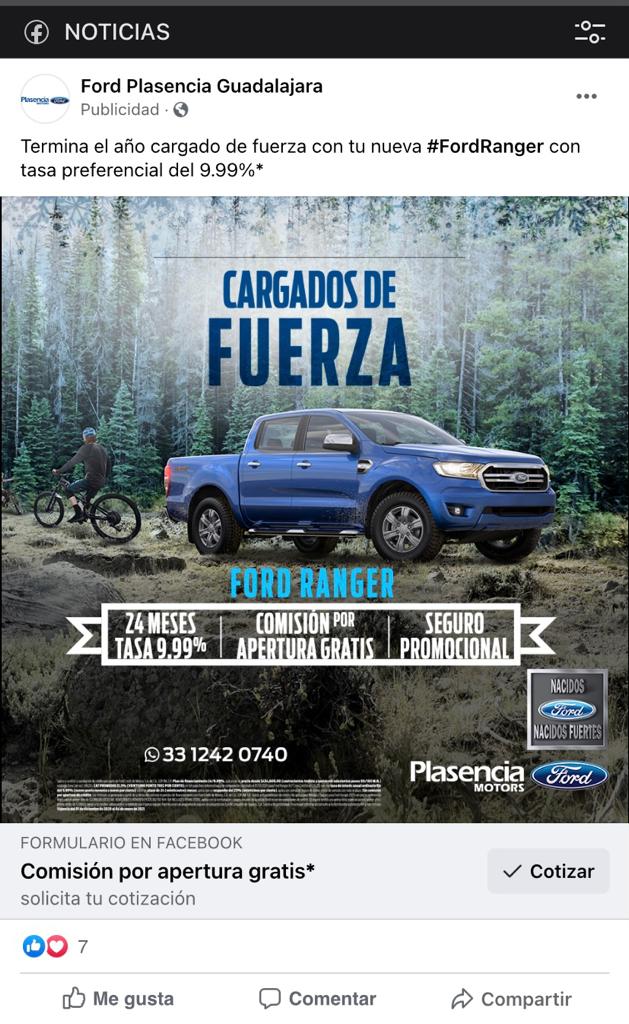 NOTICIAS
Plasencia Ford
Ford Plasencia Guadalajara
Publicidad ·
Termina el año cargado de fuerza con tu nueva #FordRanger con
tasa preferencial del 9.99%*
CARGADOS DE
FUERZA
FORD RANGER
24 MESES
TASA 9.99%
COMISIÓN POR
APERTURA GRATIS
SEGURO
PROMOCIONAL
NACIDOS
Ford
NACIDOS FUERTES
33 1242 0740
Plasencia
MOTORS
Ford
FORMULARIO EN FACEBOOK
Comisión por apertura gratis*
solicita tu cotización
Cotizar
7
Me gusta
Comentar
Compartir